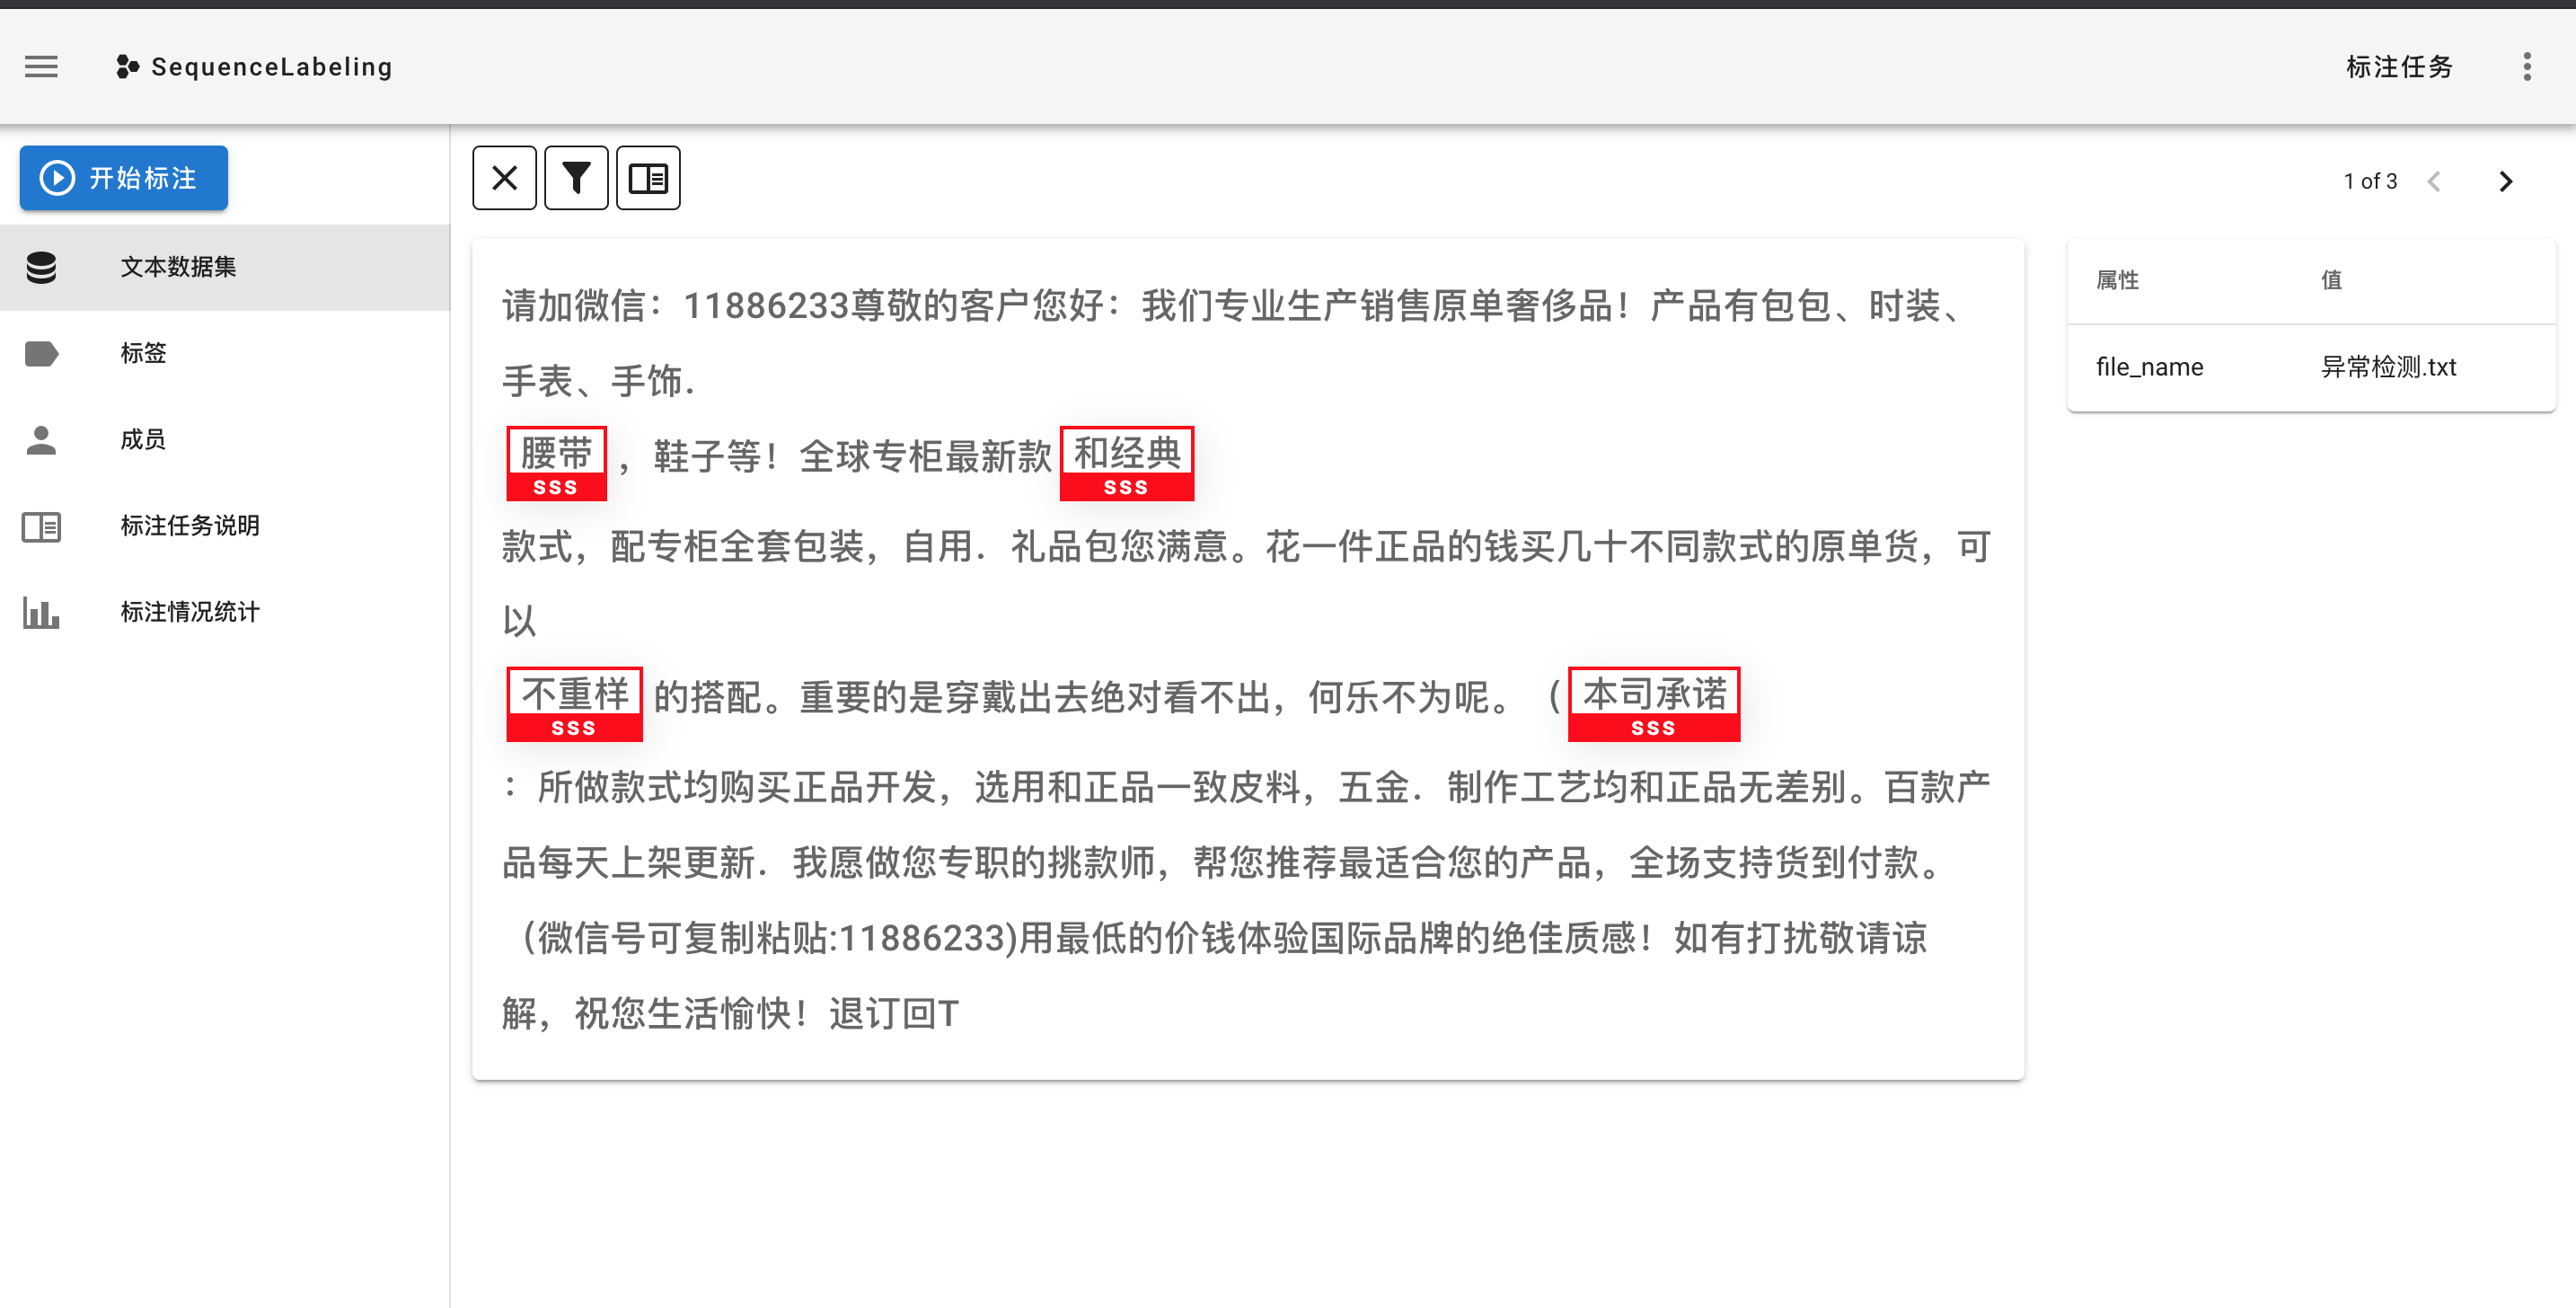 SequenceLabeling
标注任务
开始标注
文本数据集
标签
成员
标注任务说明
标注情况统计
1 of 3
请加微信：11886233尊敬的客户您好：我们专业生产销售原单奢侈品！产品有包包、时装、
手表、手饰．
腰带，鞋子等！全球专柜最新款和经典
sss sss
款式，配专柜全套包装，自用．礼品包您满意。花一件正品的钱买几十不同款式的原单货，可
以
不重样的搭配。重要的是穿戴出去绝对看不出，何乐不为呢。（本司承诺
sss sss
：所做款式均购买正品开发，选用和正品一致皮料，五金．制作工艺均和正品无差别。百款产
品每天上架更新．我愿做您专职的挑款师，帮您推荐最适合您的产品，全场支持货到付款。
（微信号可复制粘贴:11886233)用最低的价钱体验国际品牌的绝佳质感！如有打扰敬请谅
解，祝您生活愉快！退订回T
属性 值
file_name 异常检测.txt